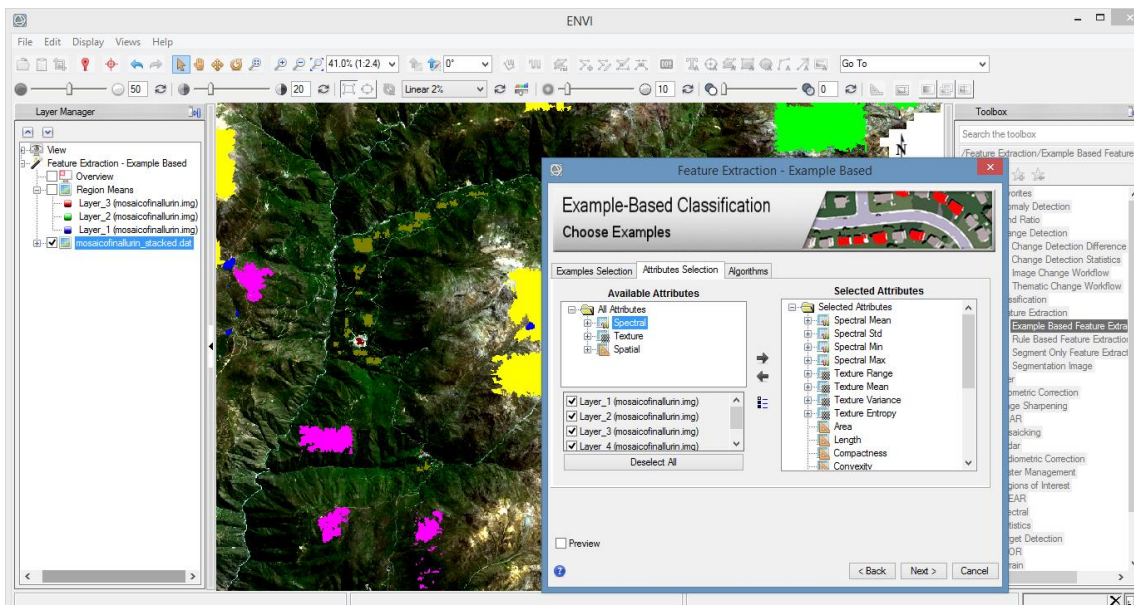 ENVI
File Edit Display Views Help
41.0% (1:2.4) 0° Go To
50 20 Linear 2% 10 0
Layer Manager
View
Feature Extraction - Example Based
Overview
Region Means
Layer_3 (mosaicofinallurin.img)
Layer_2 (mosaicofinallurin.img)
Layer_1 (mosaicofinallurin.img)
mosaicofinallurin_stacked.dat
N
Feature Extraction - Example Based
Example-Based Classification
Choose Examples
Examples Selection Attributes Selection Algorithms
Available Attributes
All Attributes
Spectral
Texture
Spatial
Layer_1 (mosaicofinallurin.img)
Layer_2 (mosaicofinallurin.img)
Layer_3 (mosaicofinallurin.img)
Layer_4 (mosaicofinallurin.img)
Deselect All
Selected Attributes
Selected Attributes
Spectral Mean
Spectral Std
Spectral Min
Spectral Max
Texture Range
Texture Mean
Texture Variance
Texture Entropy
Area
Length
Compactness
Convexity
Preview
< Back Next > Cancel
Toolbox
Search the toolbox
/Feature Extraction/Example Based Feature
vorites
omaly Detection
nd Ratio
ange Detection
Change Detection Difference
Change Detection Statistics
Image Change Workflow
Thematic Change Workflow
ssification
ature Extraction
Example Based Feature Extra
Rule Based Feature Extraction
Segment Only Feature Extract
Segmentation Image
er
ometric Correction
age Sharpening
AR
osaicking
dar
diometric Correction
ster Management
gions of Interest
EAR
ectral
tistics
rget Detection
OR
rrain